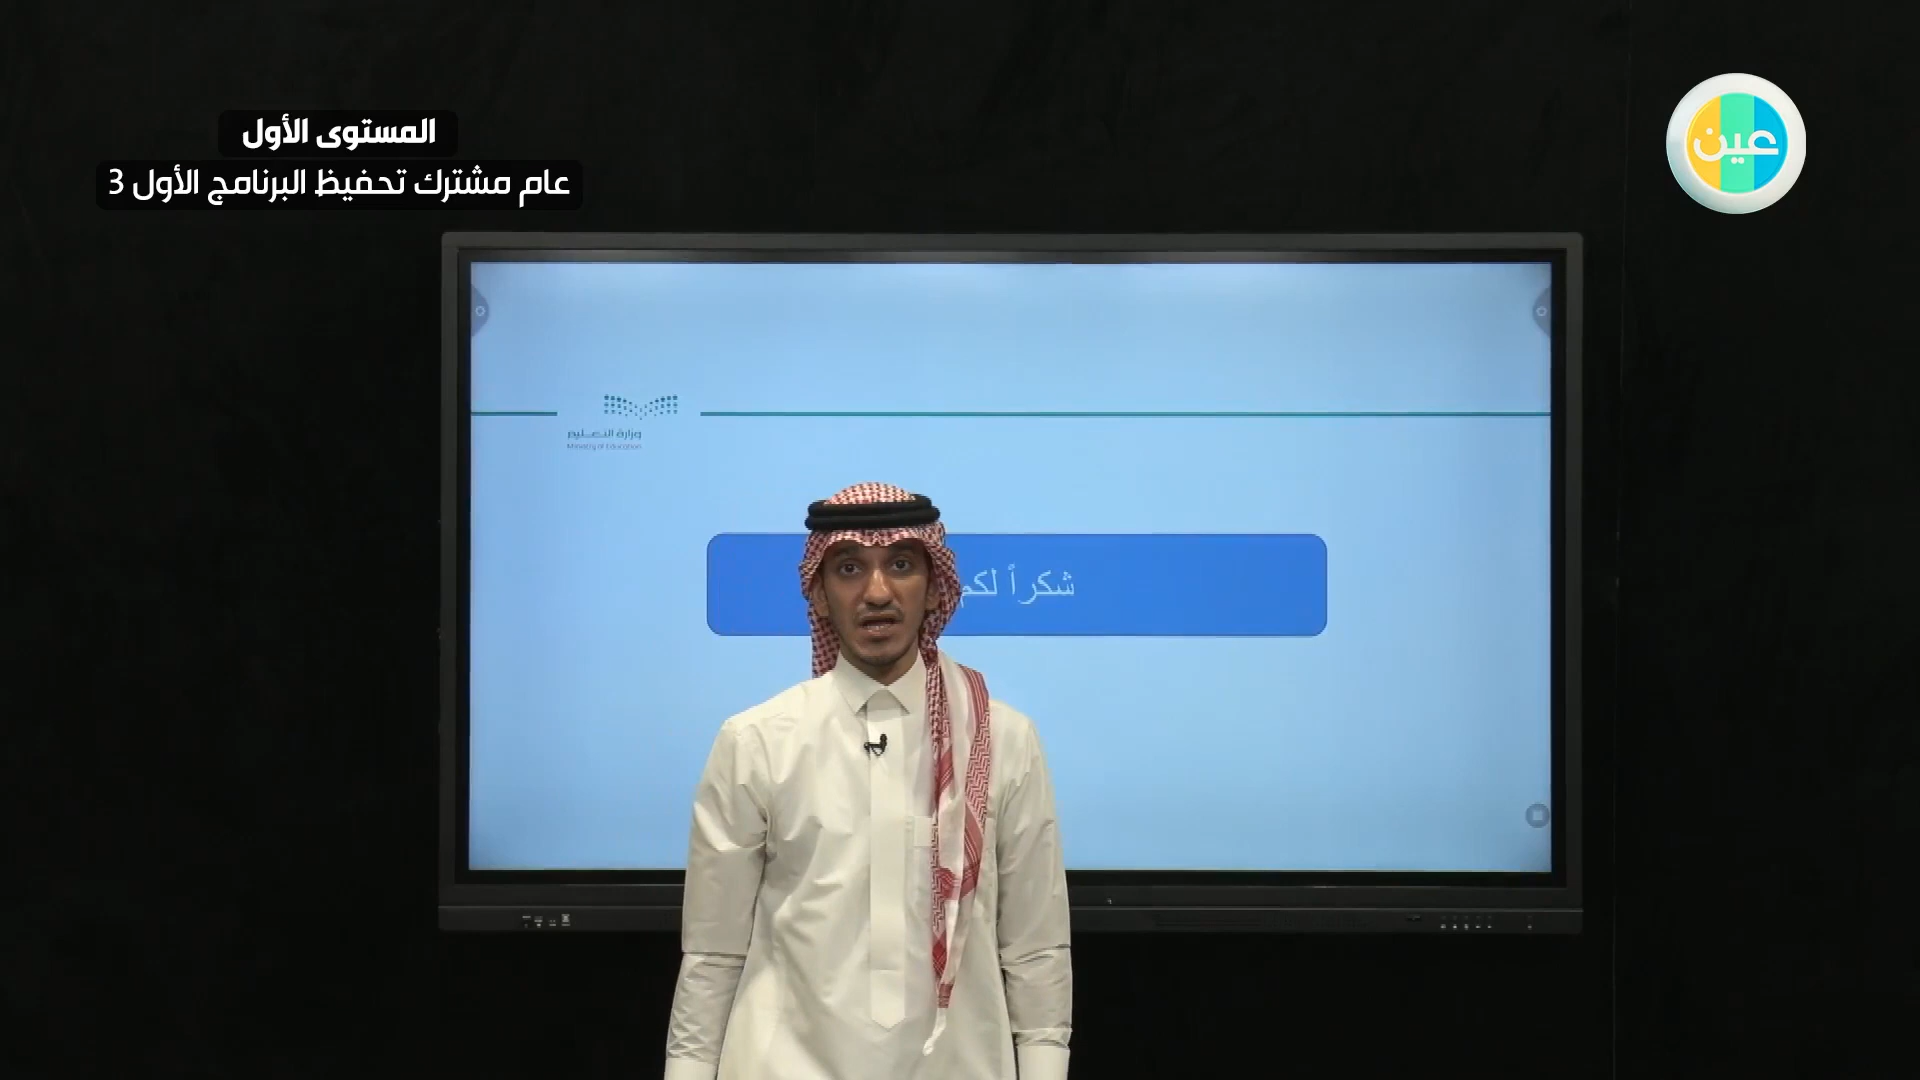 المستوى الأول
عام مشترك تحفيظ البرنامج الأول 3
عين
وزارة التعليم
Ministry of Education
شكراً لكم